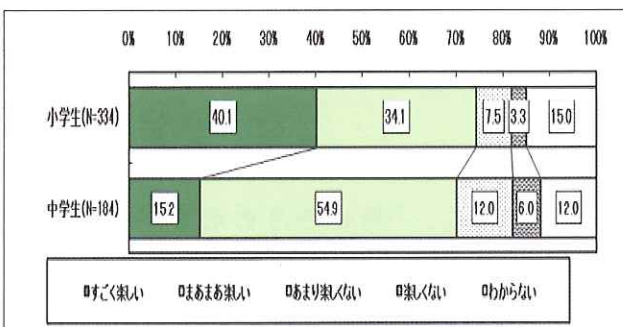 0% 10% 20% 30% 40% 50% 60% 70% 80% 90% 100%
小学生(N=334) 40.1 34.1 7.5 3.3 15.0
中学生(N=184) 15.2 54.9 12.0 6.0 12.0
すごく楽しい まあまあ楽しい あまり楽しくない 楽しくない わからない